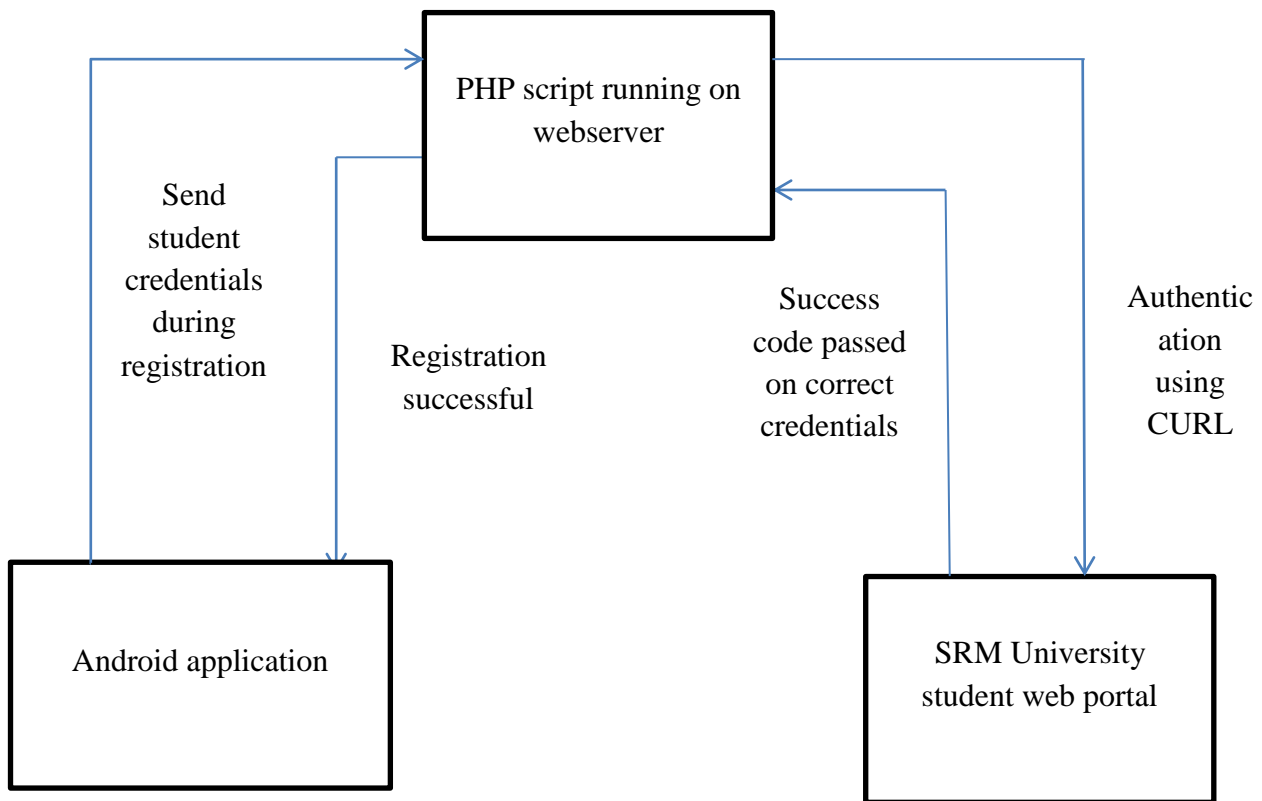 PHP script running on
webserver
Send
student
credentials
during
registration
Registration
successful
Success
code passed
on correct
credentials
Authentic
ation
using
CURL
Android application
SRM University
student web portal